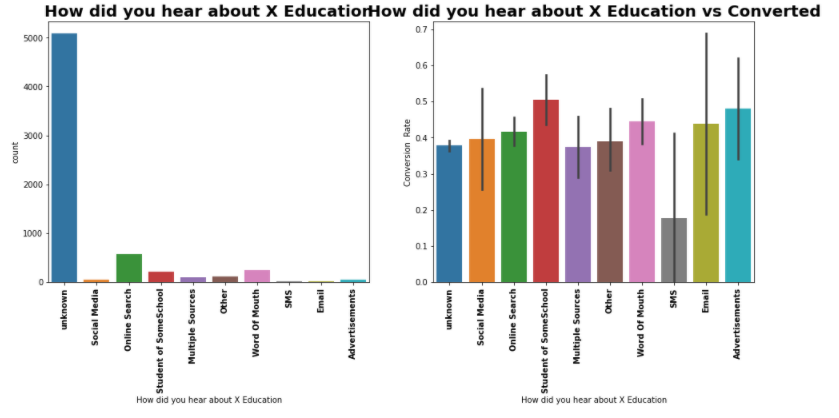 How did you hear about X Education
5000
4000
3000
2000
1000
0
count
unknown
Social Media
Online Search
Student of SomeSchool
Multiple Sources
Other
Word Of Mouth
SMS
Email
Advertisements
How did you hear about X Education
How did you hear about X Education vs Converted
0.7
0.6
0.5
0.4
0.3
0.2
0.1
0.0
Conversion Rate
unknown
Social Media
Online Search
Student of SomeSchool
Multiple Sources
Other
Word Of Mouth
SMS
Email
Advertisements
How did you hear about X Education